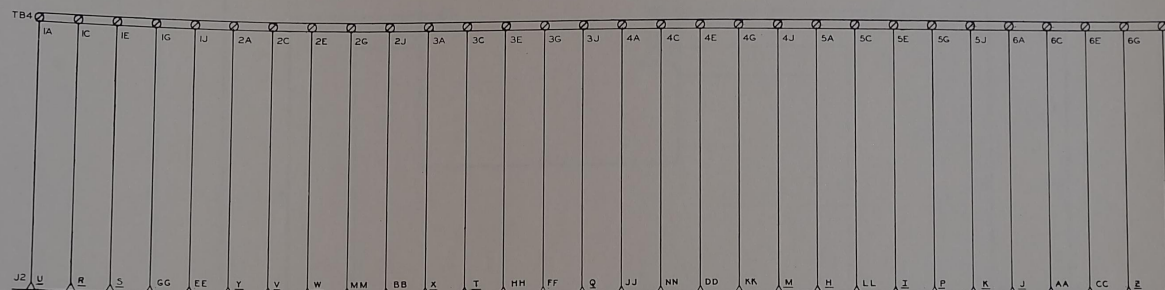 TB4
1A 1C 1E 1G 1J 2A 2C 2E 2G 2J 3A 3C 3E 3G 3J 4A 4C 4E 4G 4J 5A 5C 5E 5G 5J 6A 6C 6E 6G
J2 U R S GG EE Y V W MM BB X T HH FF Q JJ NN DD KK M H LL I P K J AA CC Z